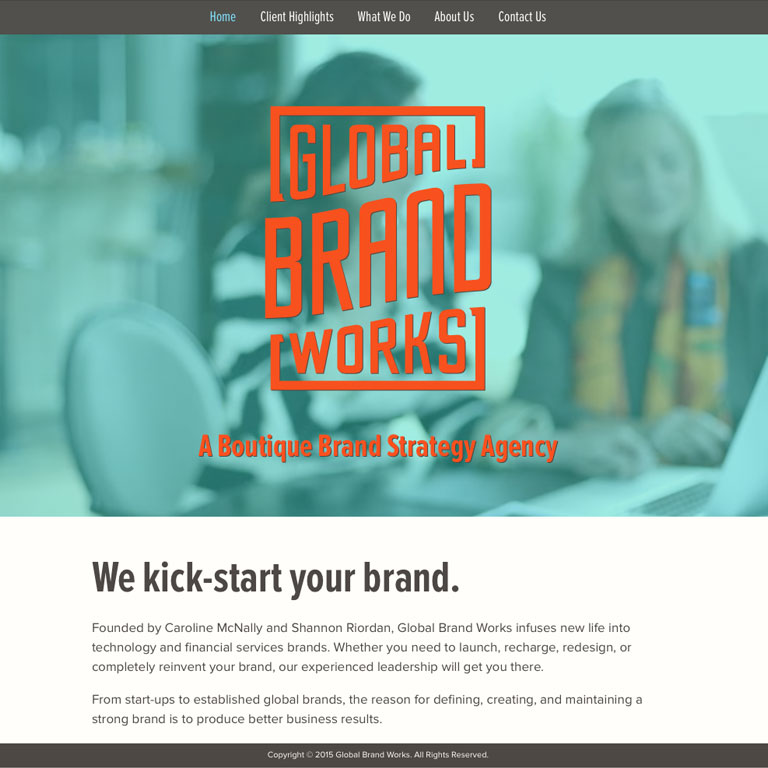 Home Client Highlights What We Do About Us Contact Us
[GLOBAL]
BRAND
[WORKS]
A Boutique Brand Strategy Agency
We kick-start your brand.
Founded by Caroline McNally and Shannon Riordan, Global Brand Works infuses new life into
technology and financial services brands. Whether you need to launch, recharge, redesign, or
completely reinvent your brand, our experienced leadership will get you there.
From start-ups to established global brands, the reason for defining, creating, and maintaining a
strong brand is to produce better business results.
Copyright © 2015 Global Brand Works. All Rights Reserved.